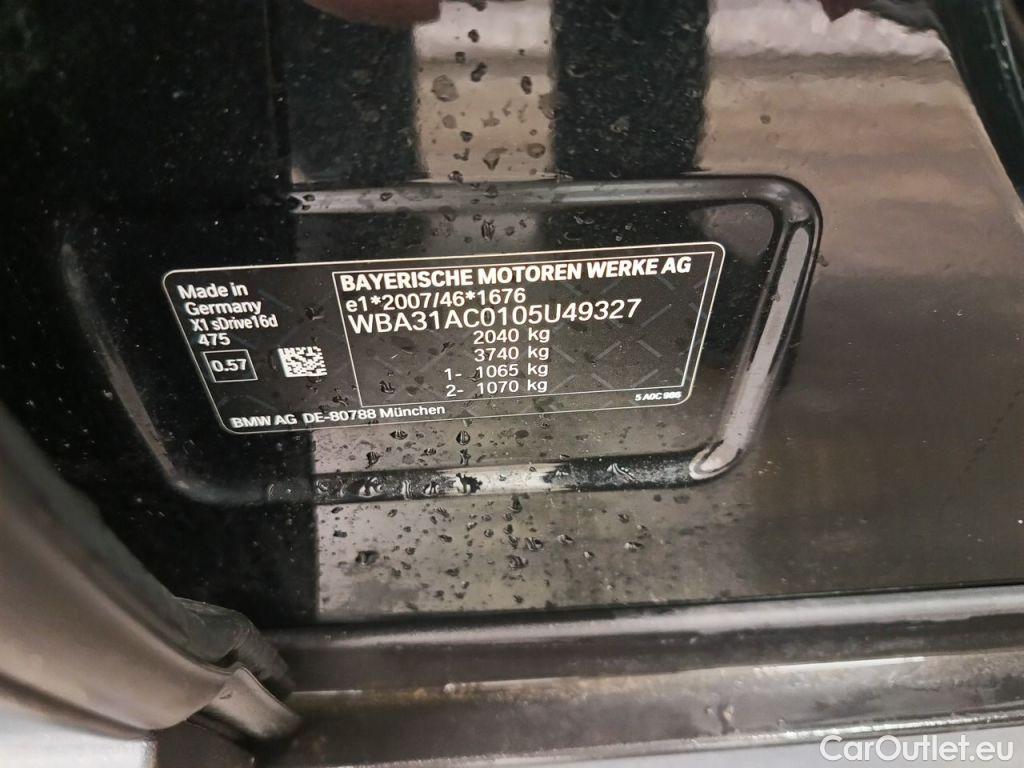 Made in
Germany
X1 sDrive16d
475
0.57
BAYERISCHE MOTOREN WERKE AG
e1*2007/46*1676
WBA31AC0105U49327
2040 kg
3740 kg
1- 1065 kg
2- 1070 kg
5 A0C 986
BMW AG DE-80788 München
CarOutlet.eu